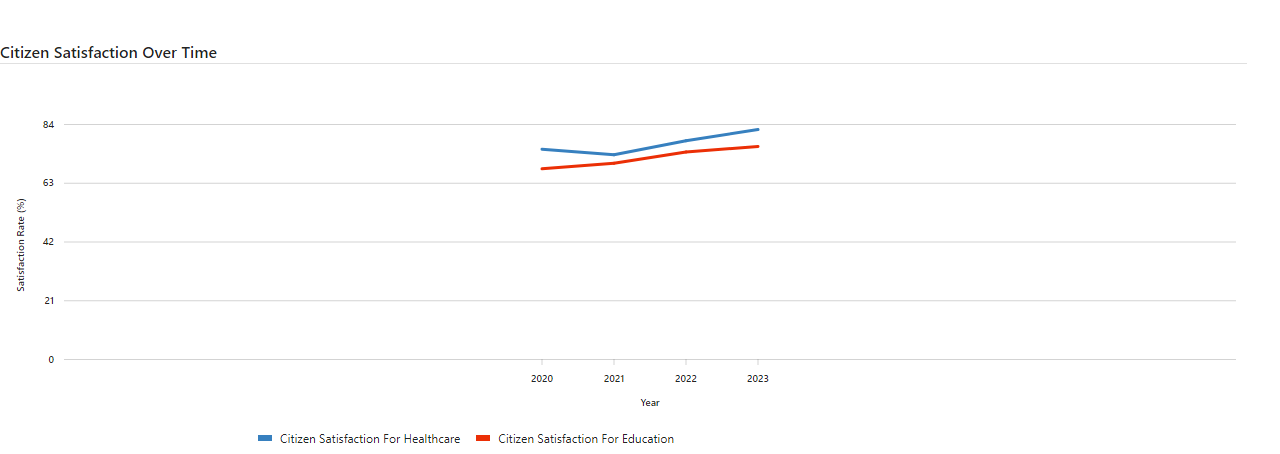 Citizen Satisfaction Over Time
84
63
42
21
0
Satisfaction Rate (%)
2020 2021 2022 2023
Year
Citizen Satisfaction For Healthcare Citizen Satisfaction For Education